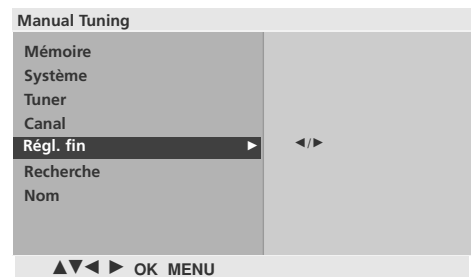 Manual Tuning
Mémoire
Système
Tuner
Canal
Régl. fin ►
◄/►
Recherche
Nom
▲▼◄ ► OK MENU